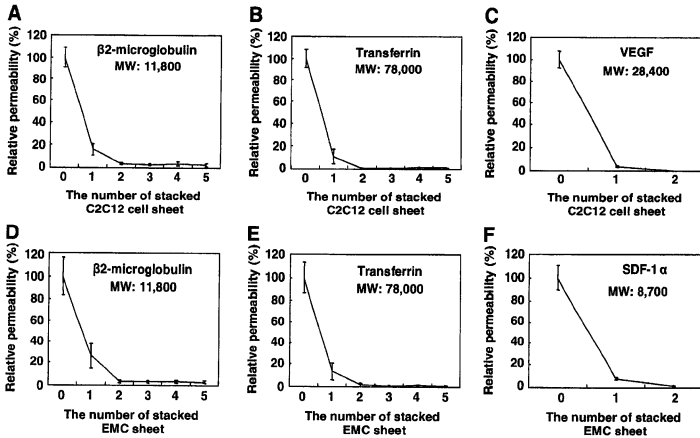 A
Relative permeability (%)
120
100
80
60
40
20
0
β2-microglobulin
MW: 11,800
0 1 2 3 4 5
The number of stacked
C2C12 cell sheet
B
Relative permeability (%)
120
100
80
60
40
20
0
Transferrin
MW: 78,000
0 1 2 3 4 5
The number of stacked
C2C12 cell sheet
C
Relative permeability (%)
120
100
80
60
40
20
0
VEGF
MW: 28,400
0 1 2
The number of stacked
C2C12 cell sheet
D
Relative permeability (%)
120
100
80
60
40
20
0
β2-microglobulin
MW: 11,800
0 1 2 3 4 5
The number of stacked
EMC sheet
E
Relative permeability (%)
120
100
80
60
40
20
0
Transferrin
MW: 78,000
0 1 2 3 4 5
The number of stacked
EMC sheet
F
Relative permeability (%)
120
100
80
60
40
20
0
SDF-1 α
MW: 8,700
0 1 2
The number of stacked
EMC sheet